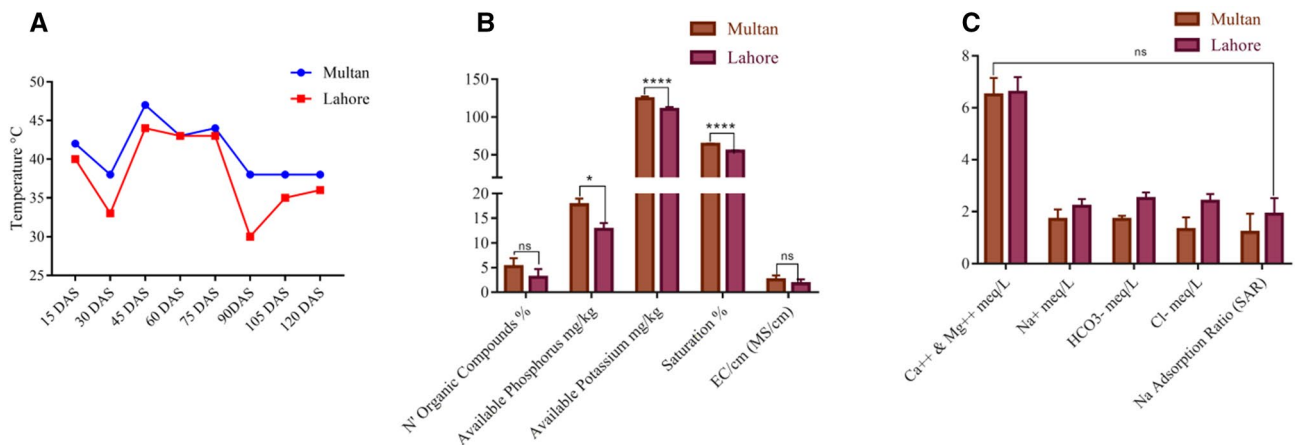 A
Multan
Lahore
Temperature °C
50
45
40
35
30
25
15 DAS
30 DAS
45 DAS
60 DAS
75 DAS
90DAS
105 DAS
120 DAS
B
Multan
Lahore
150
100
50
20
15
10
5
0
ns
*
****
****
ns
N' Organic Compounds %
Available Phosphorus mg/kg
Available Potassium mg/kg
Saturation %
EC/cm (MS/cm)
C
Multan
Lahore
8
6
4
2
0
ns
Ca++ & Mg++ meq/L
Na+ meq/L
HCO3- meq/L
Cl- meq/L
Na Adsorption Ratio (SAR)